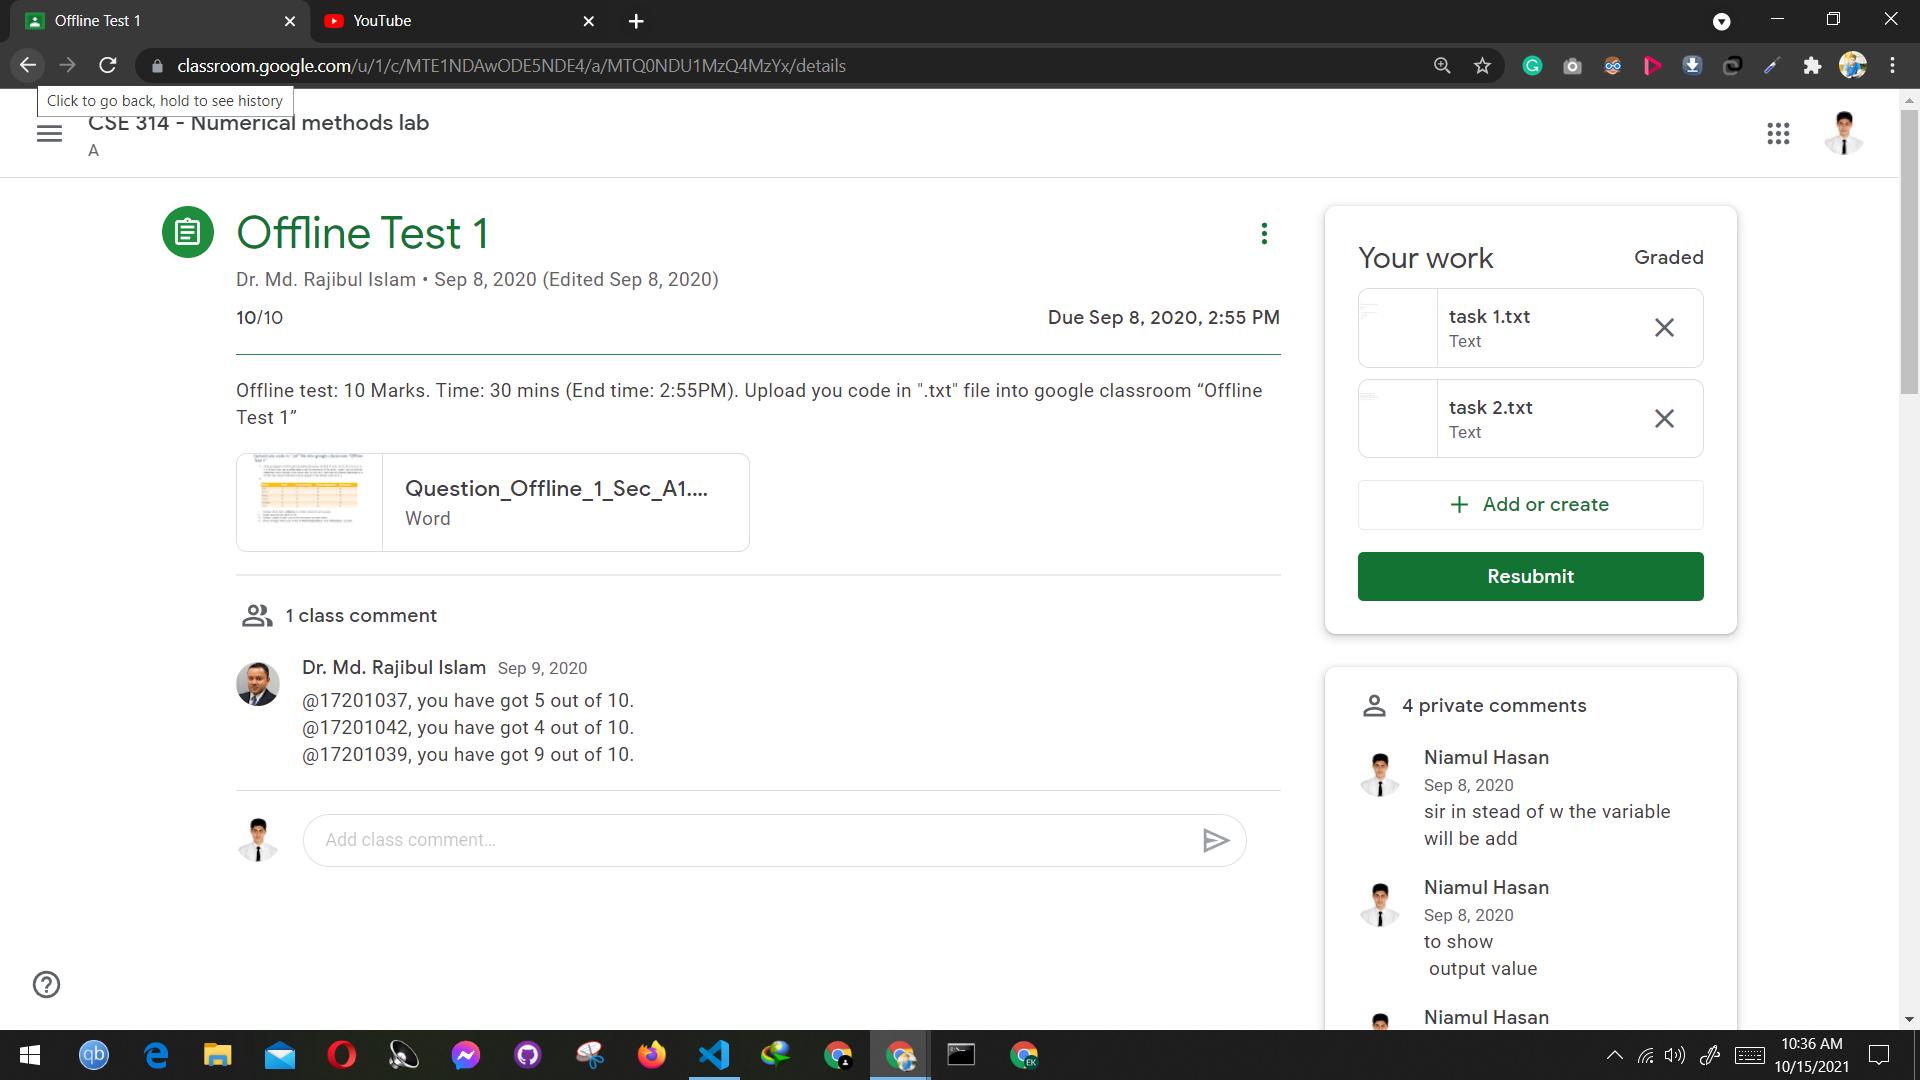 Offline Test 1
YouTube
classroom.google.com/u/1/c/MTE1NDAwODE5NDE4/a/MTQ0NDU1MzQ4MzYx/details
Click to go back, hold to see history
CSE 314 - Numerical methods lab
A
Offline Test 1
Dr. Md. Rajibul Islam • Sep 8, 2020 (Edited Sep 8, 2020)
10/10
Due Sep 8, 2020, 2:55 PM
Offline test: 10 Marks. Time: 30 mins (End time: 2:55PM). Upload you code in ".txt" file into google classroom “Offline
Test 1”
Question_Offline_1_Sec_A1....
Word
1 class comment
Dr. Md. Rajibul Islam Sep 9, 2020
@17201037, you have got 5 out of 10.
@17201042, you have got 4 out of 10.
@17201039, you have got 9 out of 10.
Add class comment...
Your work
Graded
task 1.txt
Text
task 2.txt
Text
Add or create
Resubmit
4 private comments
Niamul Hasan
Sep 8, 2020
sir in stead of w the variable
will be add
Niamul Hasan
Sep 8, 2020
to show
output value
Niamul Hasan
qb
EK
10:36 AM
10/15/2021